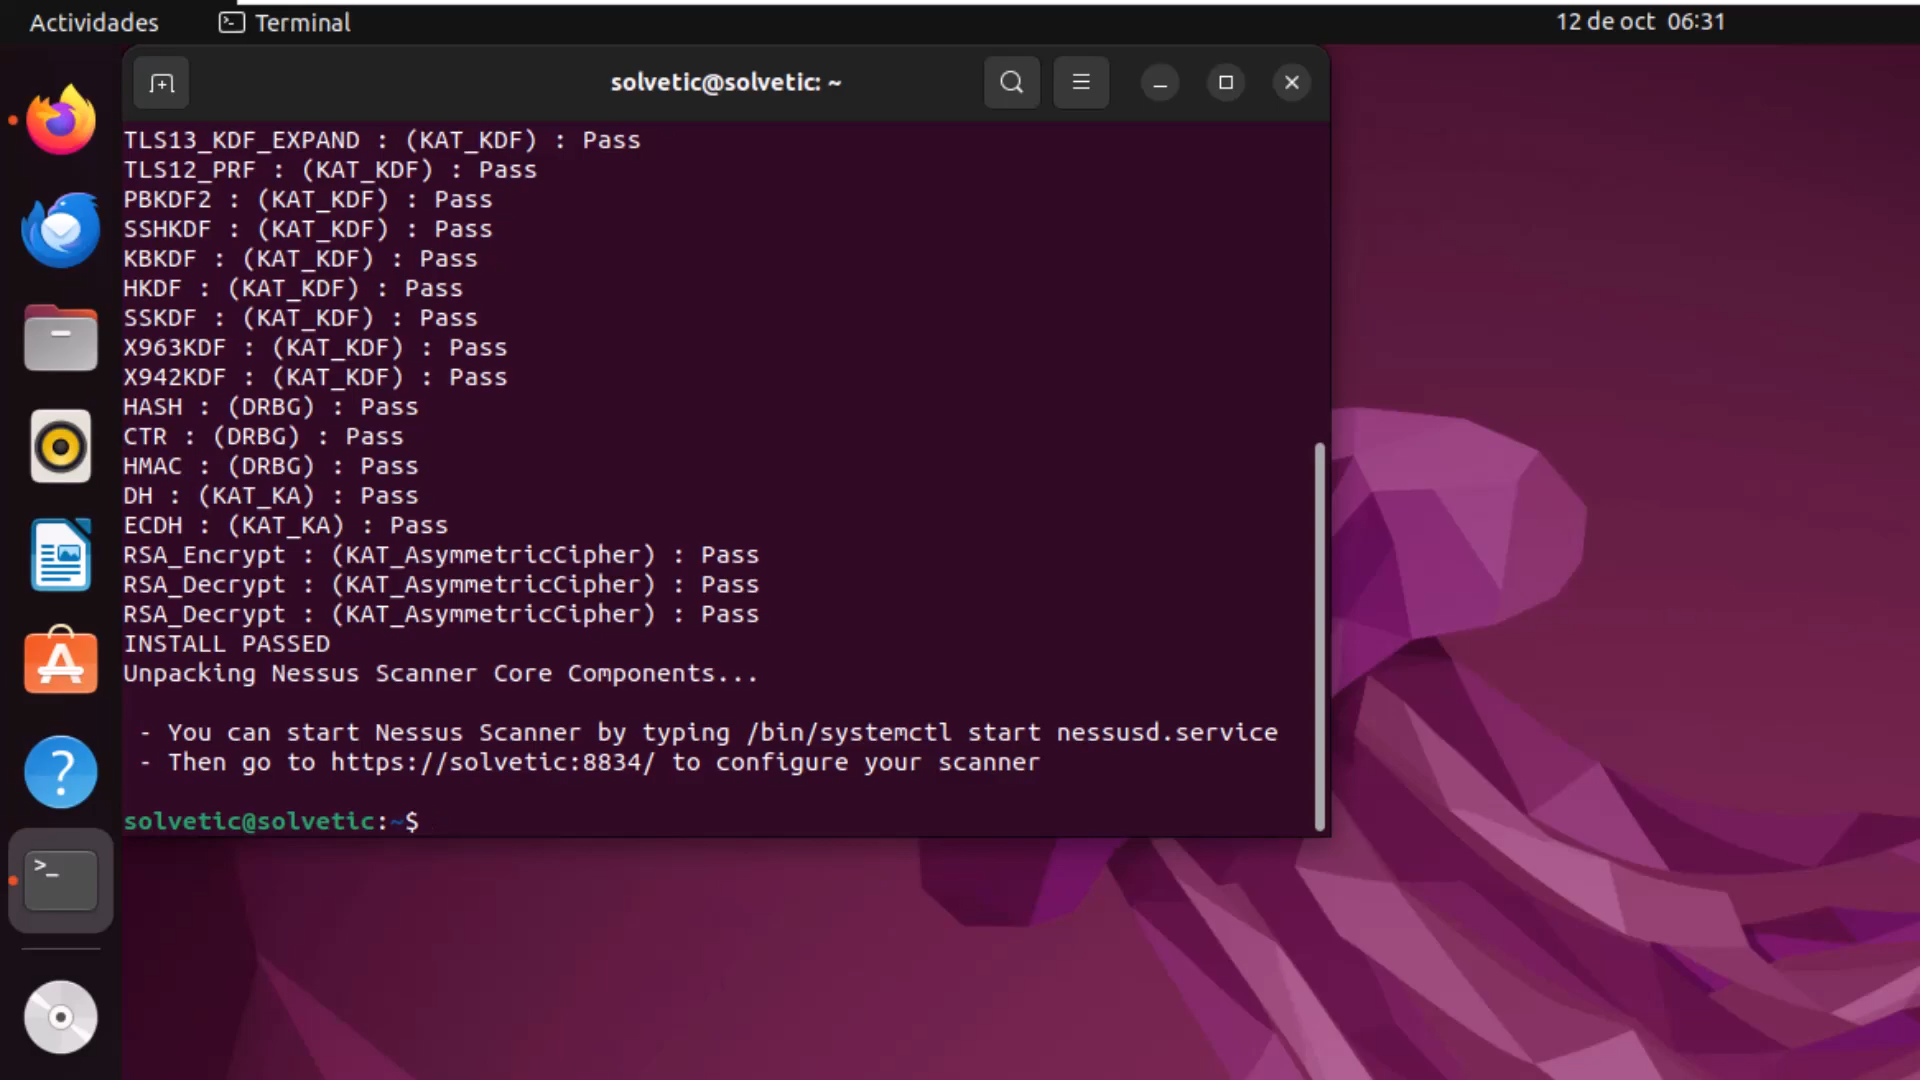 Actividades
Terminal
12 de oct 06:31
solvetic@solvetic: ~
TLS13_KDF_EXPAND : (KAT_KDF) : Pass
TLS12_PRF : (KAT_KDF) : Pass
PBKDF2 : (KAT_KDF) : Pass
SSHKDF : (KAT_KDF) : Pass
KBKDF : (KAT_KDF) : Pass
HKDF : (KAT_KDF) : Pass
SSKDF : (KAT_KDF) : Pass
X963KDF : (KAT_KDF) : Pass
X942KDF : (KAT_KDF) : Pass
HASH : (DRBG) : Pass
CTR : (DRBG) : Pass
HMAC : (DRBG) : Pass
DH : (KAT_KA) : Pass
ECDH : (KAT_KA) : Pass
RSA_Encrypt : (KAT_AsymmetricCipher) : Pass
RSA_Decrypt : (KAT_AsymmetricCipher) : Pass
RSA_Decrypt : (KAT_AsymmetricCipher) : Pass
INSTALL PASSED
Unpacking Nessus Scanner Core Components...
- You can start Nessus Scanner by typing /bin/systemctl start nessusd.service
- Then go to https://solvetic:8834/ to configure your scanner
solvetic@solvetic:~$